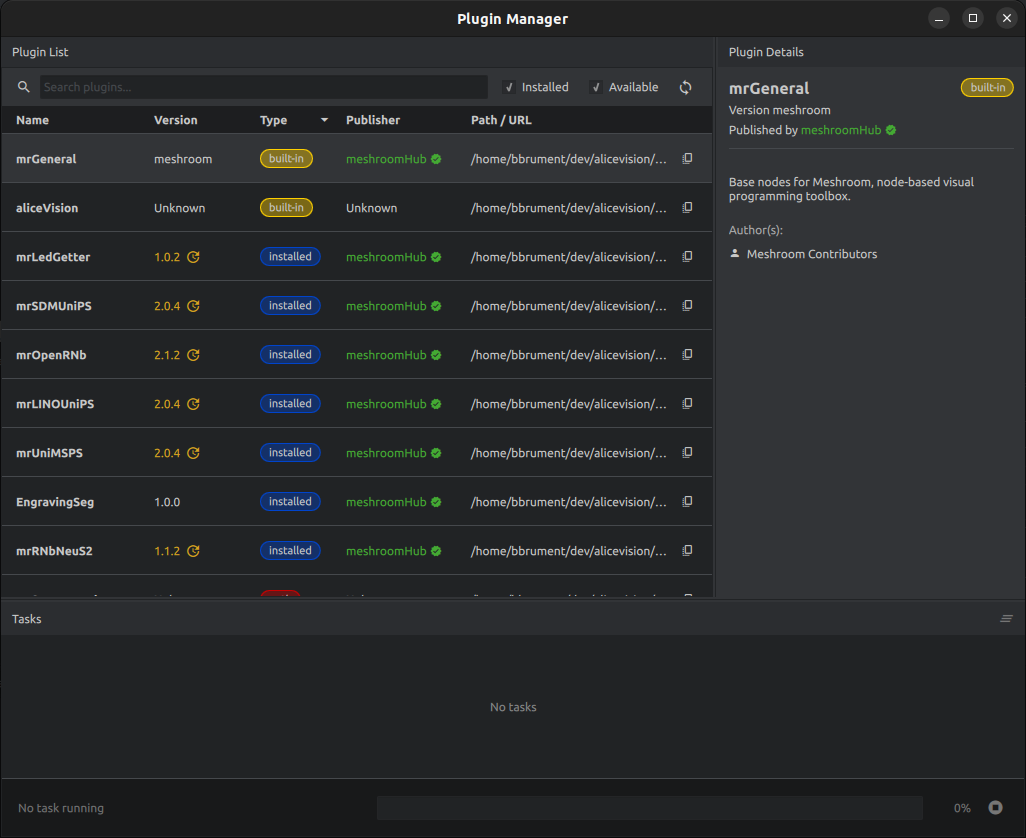 Plugin Manager
Plugin List
Search plugins...
Installed
Available
Name Version Type Publisher Path / URL
mrGeneral meshroom built-in meshroomHub /home/bbrument/dev/alicevision/...
aliceVision Unknown built-in Unknown /home/bbrument/dev/alicevision/...
mrLedGetter 1.0.2 installed meshroomHub /home/bbrument/dev/alicevision/...
mrSDMUniPS 2.0.4 installed meshroomHub /home/bbrument/dev/alicevision/...
mrOpenRNb 2.1.2 installed meshroomHub /home/bbrument/dev/alicevision/...
mrLINOUniPS 2.0.4 installed meshroomHub /home/bbrument/dev/alicevision/...
mrUniMSPS 2.0.4 installed meshroomHub /home/bbrument/dev/alicevision/...
EngravingSeg 1.0.0 installed meshroomHub /home/bbrument/dev/alicevision/...
mrRNbNeuS2 1.1.2 installed meshroomHub /home/bbrument/dev/alicevision/...
Plugin Details
mrGeneral built-in
Version meshroom
Published by meshroomHub
Base nodes for Meshroom, node-based visual
programming toolbox.
Author(s):
Meshroom Contributors
Tasks
No tasks
No task running 0%